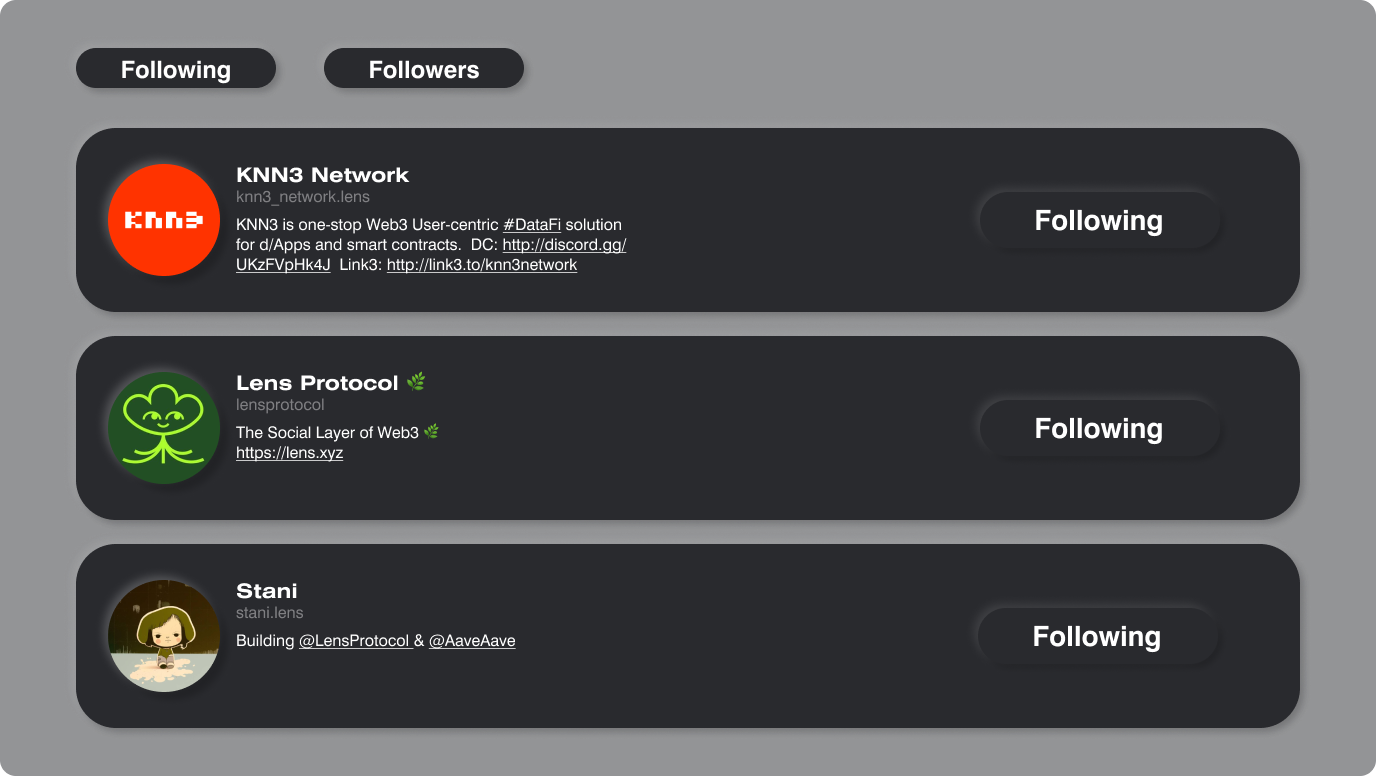 Following Followers
knn3
KNN3 Network
knn3_network.lens
KNN3 is one-stop Web3 User-centric #DataFi solution
for d/Apps and smart contracts.  DC: http://discord.gg/
UKzFVpHk4J  Link3: http://link3.to/knn3network
Following
Lens Protocol 🌿
lensprotocol
The Social Layer of Web3 🌿
https://lens.xyz
Following
Stani
stani.lens
Building @LensProtocol & @AaveAave
Following